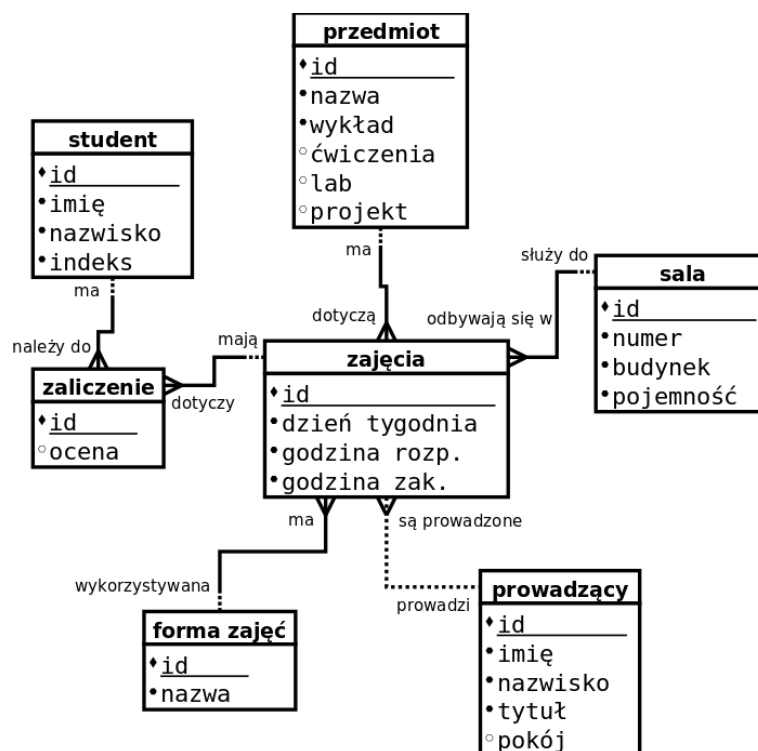 przedmiot
id
nazwa
wykład
ćwiczenia
lab
projekt
student
id
imię
nazwisko
indeks
ma
ma
służy do
sala
id
numer
budynek
pojemność
dotyczą
odbywają się w
należy do
mają
zaliczenie
id
ocena
dotyczy
zajęcia
id
dzień tygodnia
godzina rozp.
godzina zak.
ma
są prowadzone
wykorzystywana
prowadzi
forma zajęć
id
nazwa
prowadzący
id
imię
nazwisko
tytuł
pokój